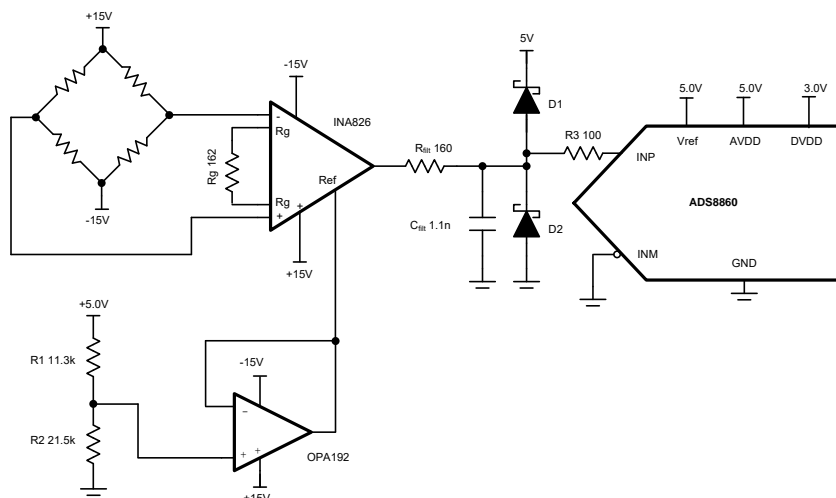 +15V
-15V
-
Rg
Rg 162
Rg
+
-15V
INA826
Ref
+
+15V
R_filt 160
C_filt 1.1n
5V
D1
D2
R3 100
5.0V
5.0V
3.0V
Vref
AVDD
DVDD
INP
ADS8860
INM
GND
+5.0V
R1 11.3k
R2 21.5k
-15V
−
+
+
OPA192
+15V